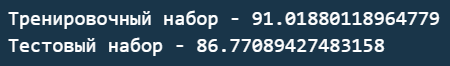 Тренировочный набор - 91.01880118964779
Тестовый набор - 86.77089427483158